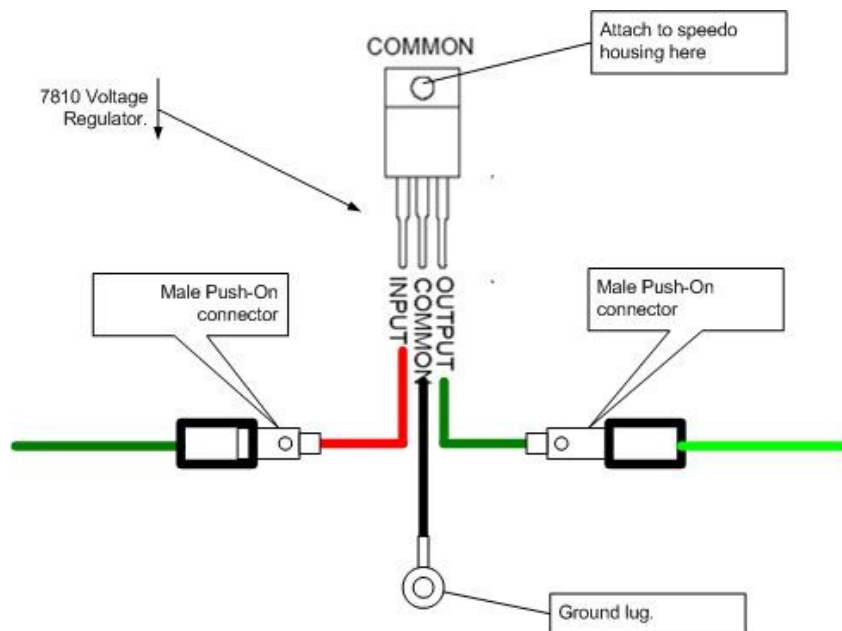 COMMON
Attach to speedo
housing here
7810 Voltage
Regulator.
Male Push-On
connector
INPUT
COMMON
OUTPUT
Male Push-On
connector
Ground lug.